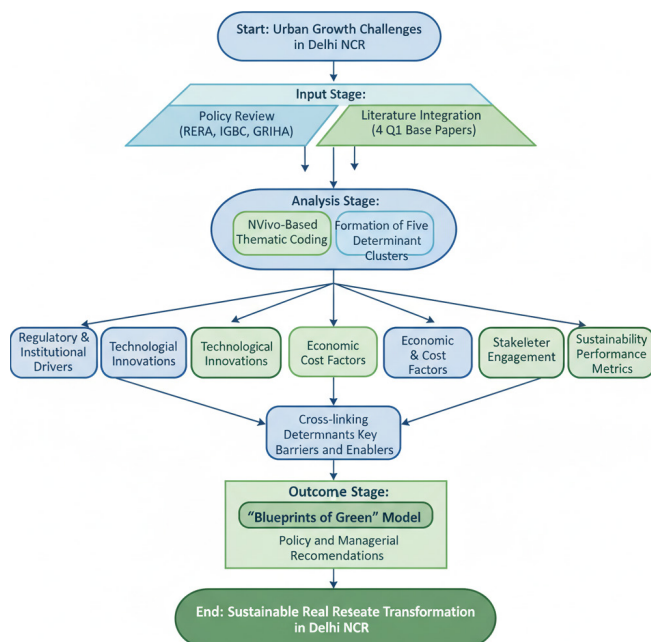 Start: Urban Growth Challenges
in Delhi NCR
Input Stage:
Policy Review
(RERA, IGBC, GRIHA)
Literature Integration
(4 Q1 Base Papers)
Analysis Stage:
NVivo-Based
Thematic Coding
Formation of Five
Determinant
Clusters
Regulatory &
Institutional
Drivers
Technologial
Innovations
Technological
Innovations
Economic
Cost Factors
Economic
& Cost
Factors
Stakeleter
Engagement
Sustainability
Performance
Metrics
Cross-linking
Determnants Key
Barriers and Enablers
Outcome Stage:
"Blueprints of Green" Model
Policy and Managerial
Recomendations
End: Sustainable Real Reseate Transformation
in Delhi NCR